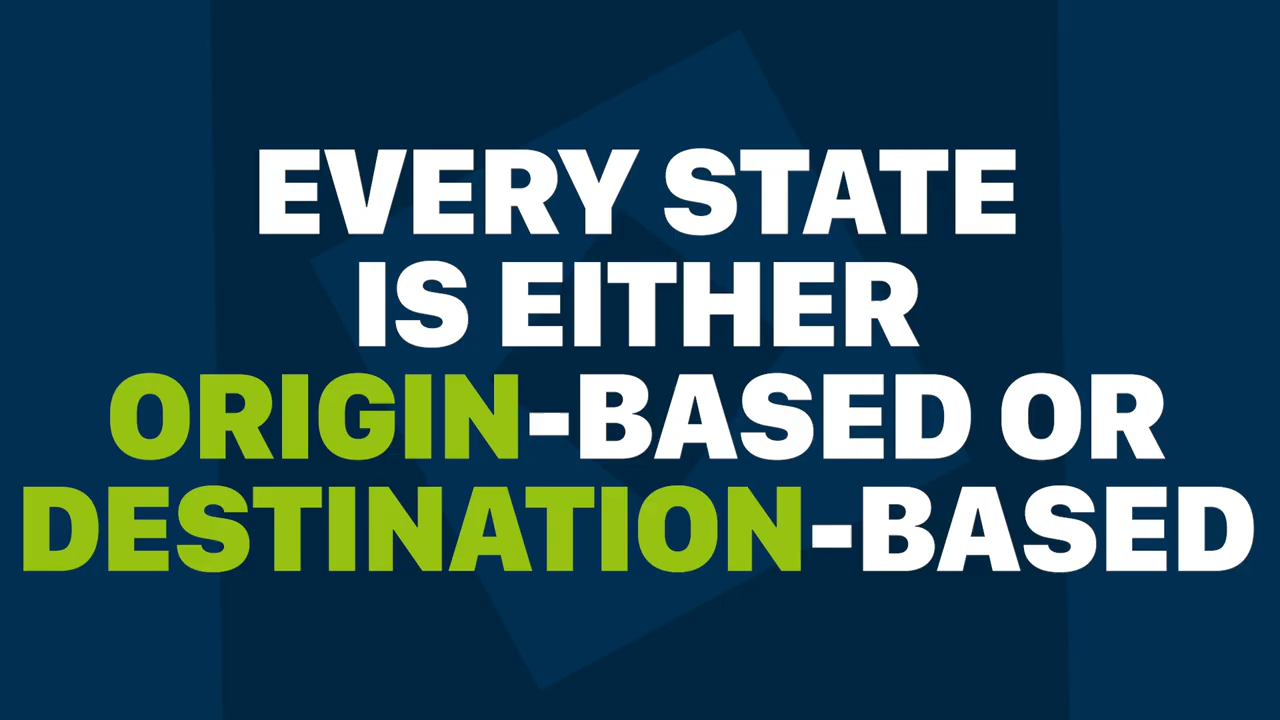 EVERY STATE
IS EITHER
ORIGIN-BASED OR
DESTINATION-BASED